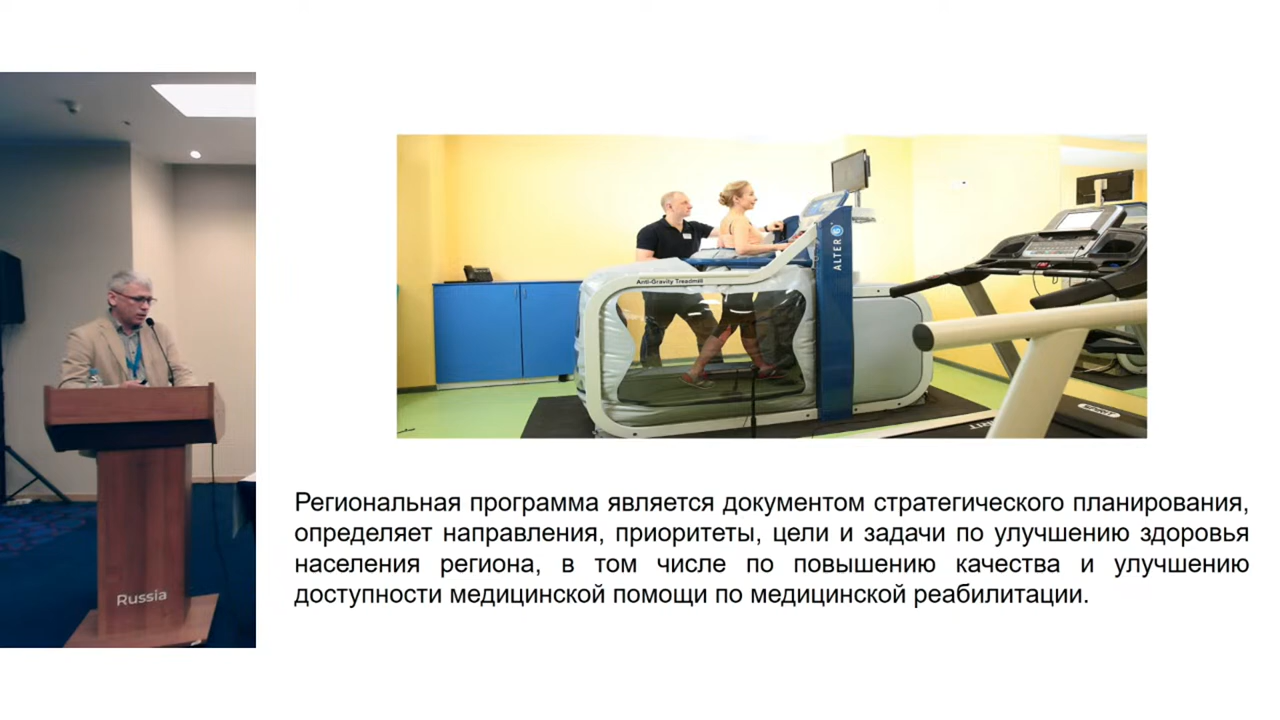 Anti-Gravity Treadmill
ALTER G
Региональная программа является документом стратегического планирования,
определяет направления, приоритеты, цели и задачи по улучшению здоровья
населения региона, в том числе по повышению качества и улучшению
доступности медицинской помощи по медицинской реабилитации.
Russia